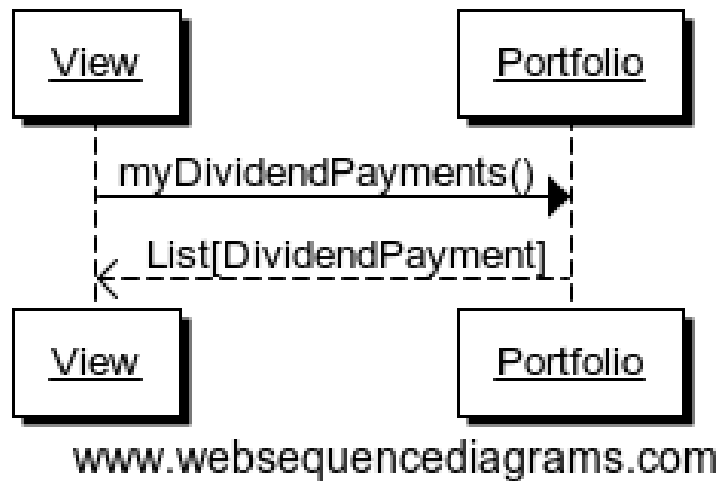 View Portfolio
myDividendPayments()
List[DividendPayment]
View Portfolio
www.websequencediagrams.com